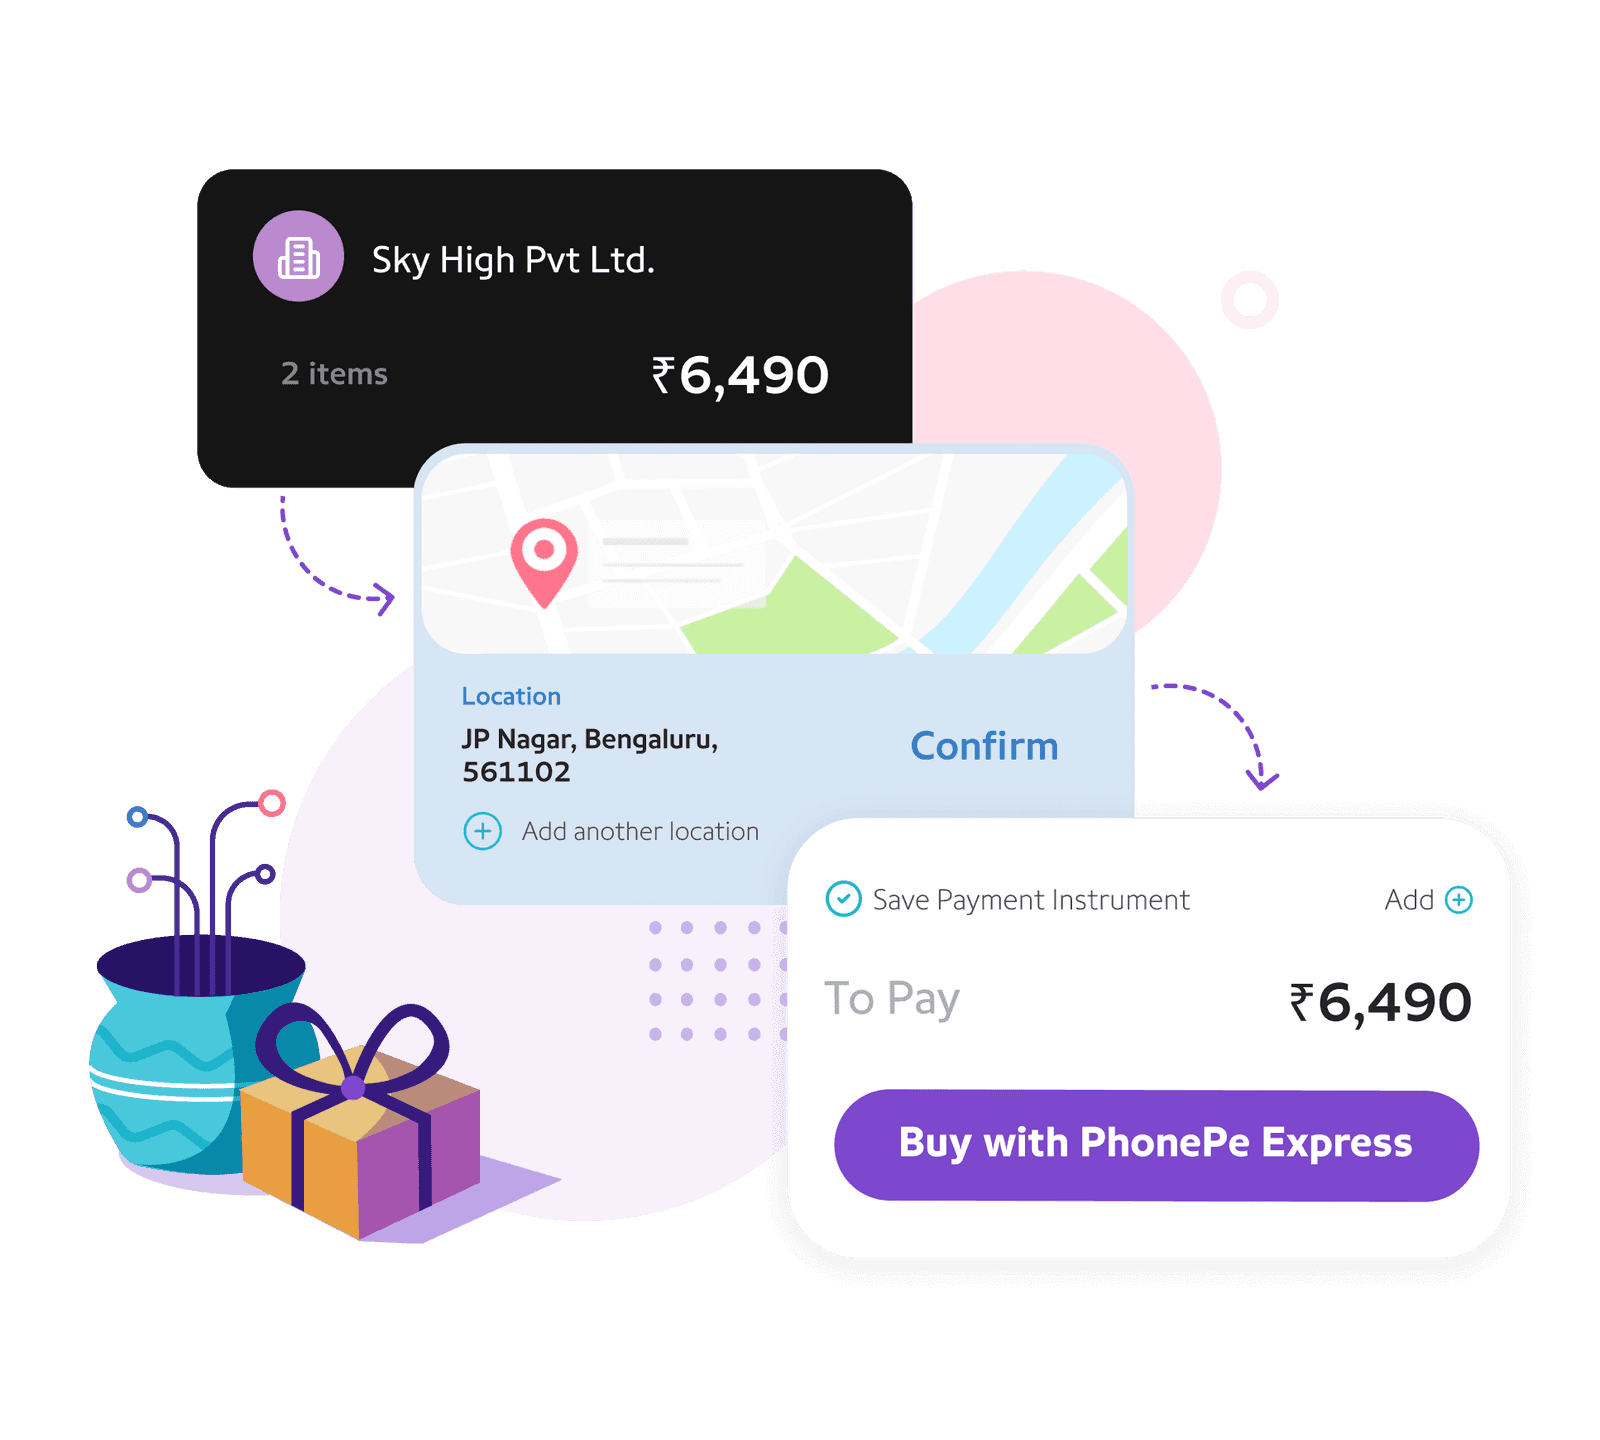 Sky High Pvt Ltd.
2 items
₹6,490
Location
JP Nagar, Bengaluru,
561102
Confirm
Add another location
Save Payment Instrument
Add
To Pay
₹6,490
Buy with PhonePe Express